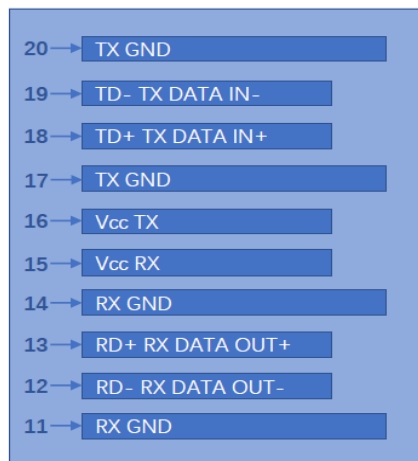 20 TX GND
19 TD- TX DATA IN-
18 TD+ TX DATA IN+
17 TX GND
16 Vcc TX
15 Vcc RX
14 RX GND
13 RD+ RX DATA OUT+
12 RD- RX DATA OUT-
11 RX GND